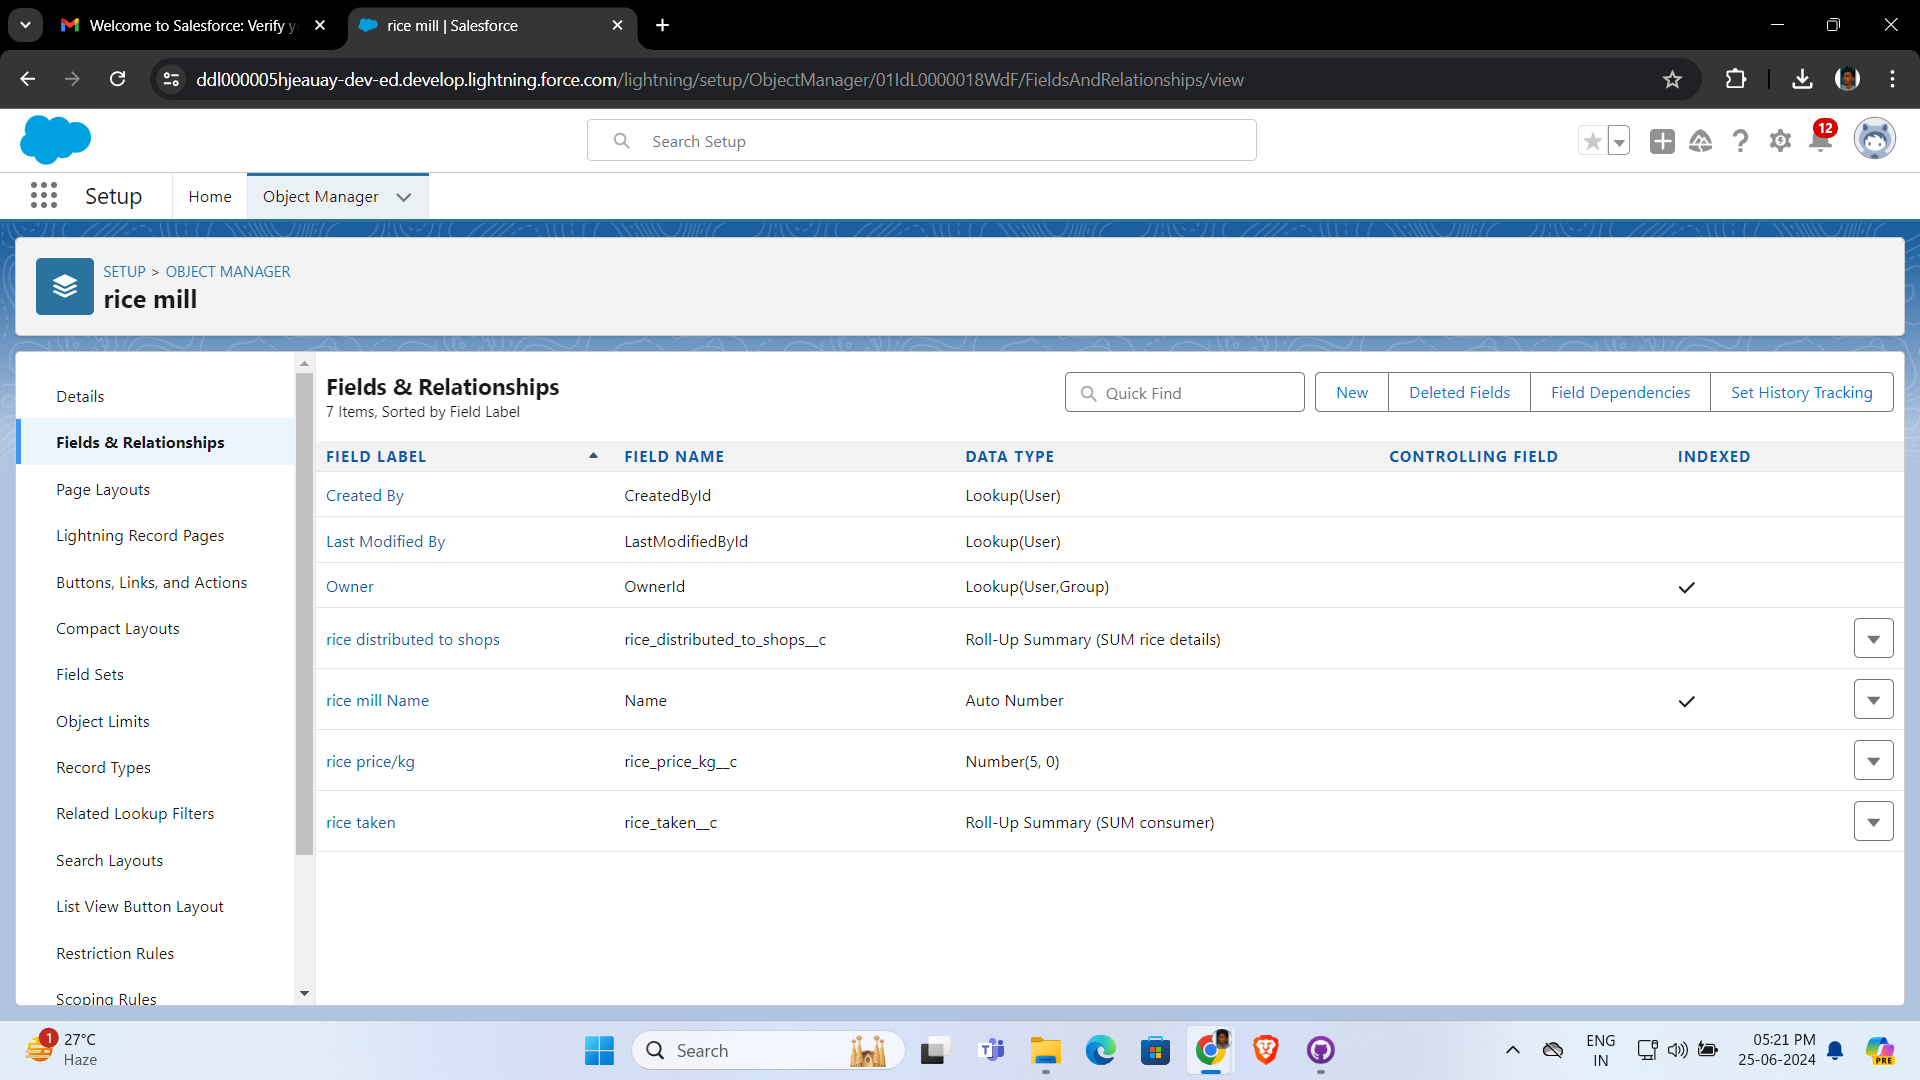 Welcome to Salesforce: Verify y
rice mill | Salesforce
ddl000005hjeauay-dev-ed.develop.lightning.force.com/lightning/setup/ObjectManager/01IdL0000018WdF/FieldsAndRelationships/view
Search Setup
12
Setup
Home
Object Manager
SETUP > OBJECT MANAGER
rice mill
Details
Fields & Relationships
Page Layouts
Lightning Record Pages
Buttons, Links, and Actions
Compact Layouts
Field Sets
Object Limits
Record Types
Related Lookup Filters
Search Layouts
List View Button Layout
Restriction Rules
Scoping Rules
Fields & Relationships
7 Items, Sorted by Field Label
Quick Find
New
Deleted Fields
Field Dependencies
Set History Tracking
FIELD LABEL FIELD NAME DATA TYPE CONTROLLING FIELD INDEXED
Created By CreatedById Lookup(User)
Last Modified By LastModifiedById Lookup(User)
Owner OwnerId Lookup(User,Group)
rice distributed to shops rice_distributed_to_shops__c Roll-Up Summary (SUM rice details)
rice mill Name Name Auto Number
rice price/kg rice_price_kg__c Number(5, 0)
rice taken rice_taken__c Roll-Up Summary (SUM consumer)
1
27°C
Haze
Search
ENG
IN
05:21 PM
25-06-2024
PRE